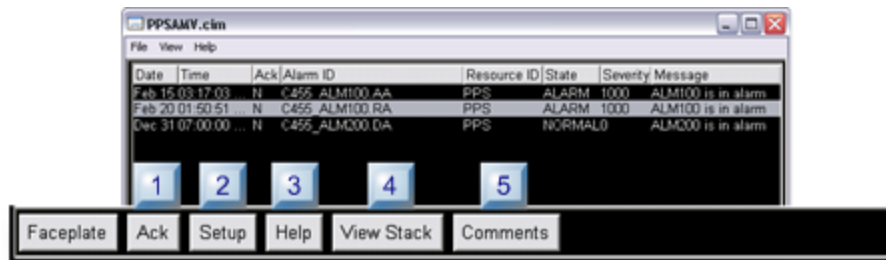 PPSAMV.cim
File View Help
Date Time Ack Alarm ID Resource ID State Severity Message
Feb 15 03:17:03 ... N C455_ALM100.AA PPS ALARM 1000 ALM100 is in alarm
Feb 20 01:50:51 ... N C455_ALM100.RA PPS ALARM 1000 ALM100 is in alarm
Dec 31 07:00:00 ... N C455_ALM200.DA PPS NORMAL 0 ALM200 is in alarm
1 2 3 4 5
Faceplate Ack Setup Help View Stack Comments